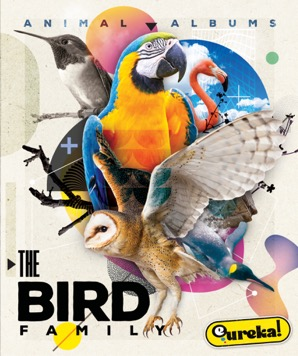 ANIMAL ALBUMS
THE
BIRD
FAMILY
eureka!